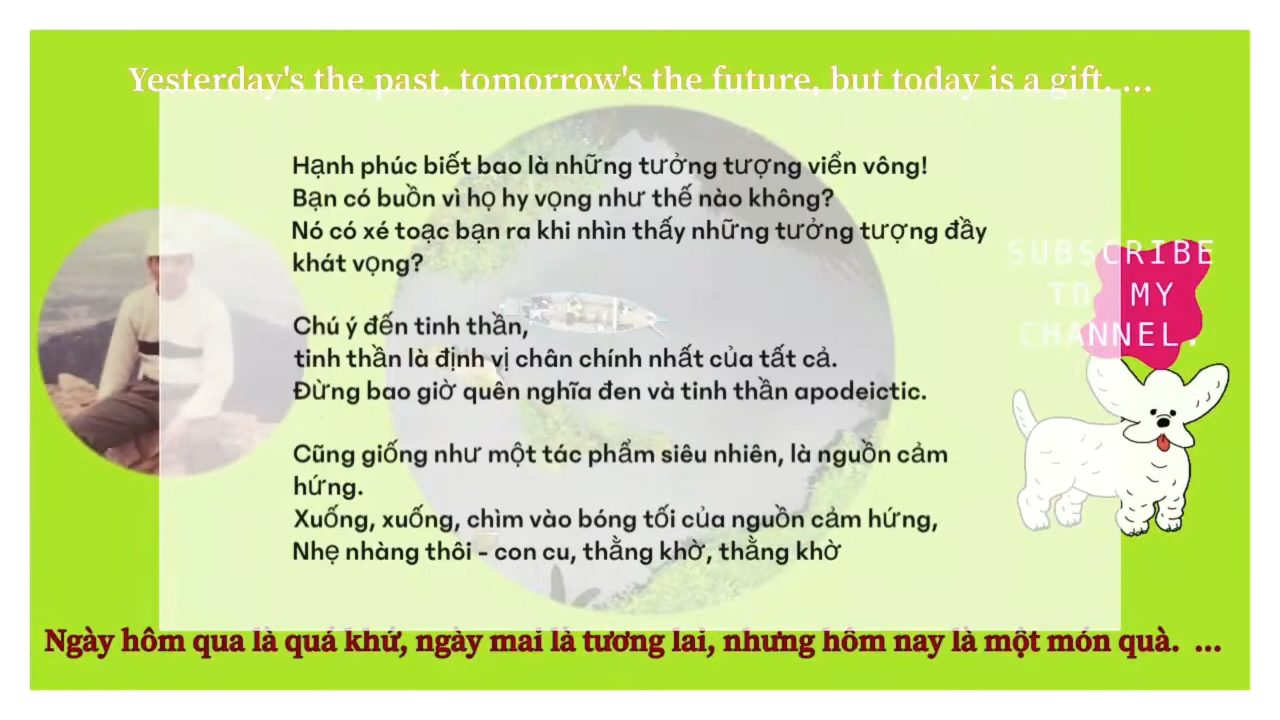 Yesterday's the past, tomorrow's the future, but today is a gift. ...
Hạnh phúc biết bao là những tưởng tượng viển vông!
Bạn có buồn vì họ hy vọng như thế nào không?
Nó có xé toạc bạn ra khi nhìn thấy những tưởng tượng đầy
khát vọng?
Chú ý đến tinh thần,
tinh thần là định vị chân chính nhất của tất cả.
Đừng bao giờ quên nghĩa đen và tinh thần apodeictic.
Cũng giống như một tác phẩm siêu nhiên, là nguồn cảm
hứng.
Xuống, xuống, chìm vào bóng tối của nguồn cảm hứng,
Nhẹ nhàng thôi - con cu, thằng khờ, thằng khờ
SUBSCRIBE
TO MY
CHANNEL.
Ngày hôm qua là quá khứ, ngày mai là tương lai, nhưng hôm nay là một món quà. ...